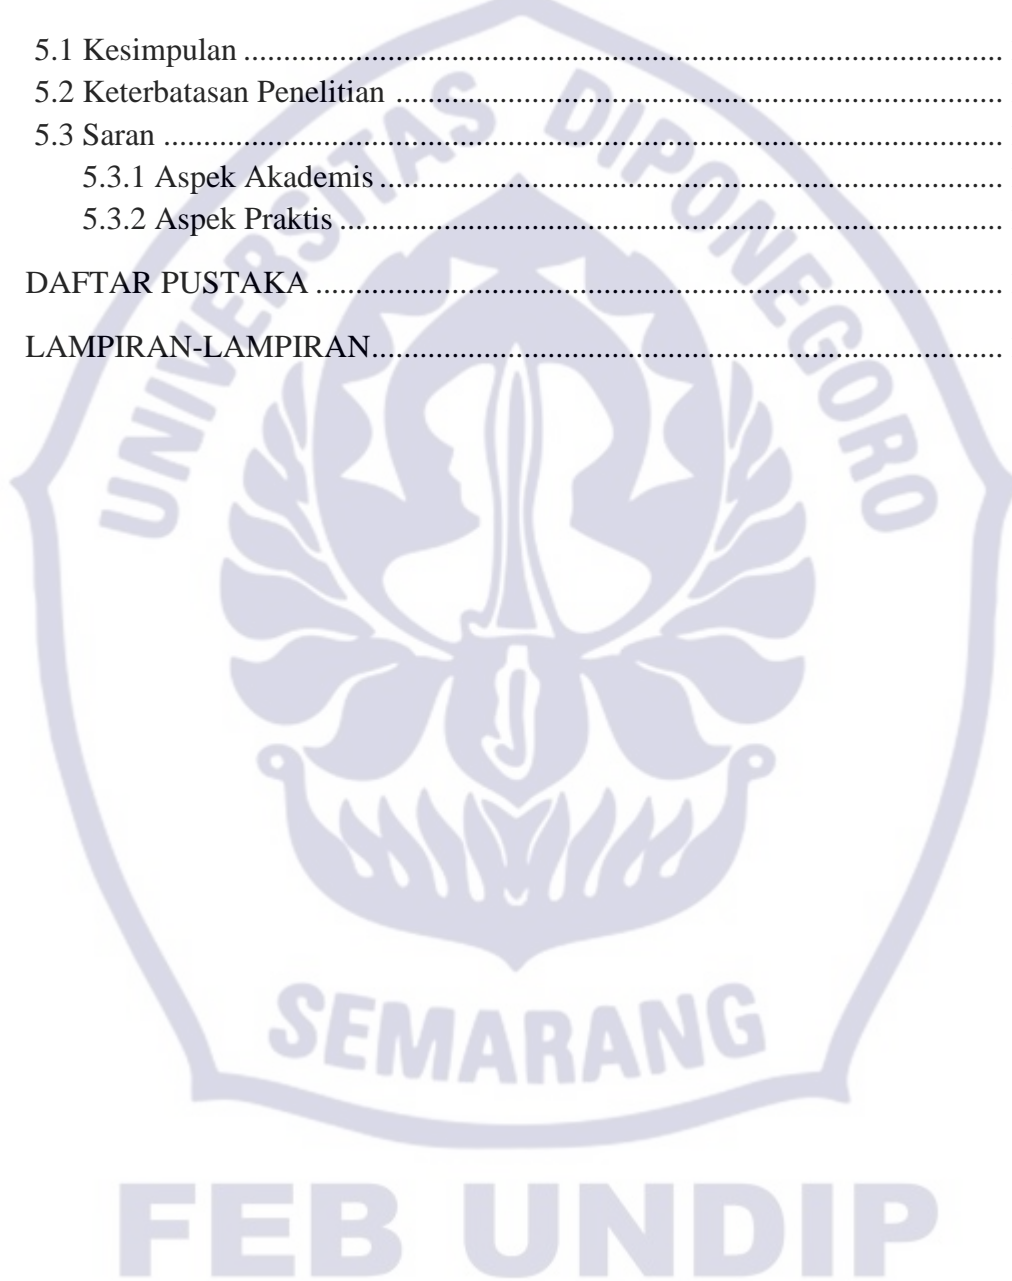 5.1 Kesimpulan ...............................................................................................
5.2 Keterbatasan Penelitian ............................................................................
5.3 Saran .........................................................................................................
5.3.1 Aspek Akademis ..............................................................................
5.3.2 Aspek Praktis ...................................................................................
DAFTAR PUSTAKA ......................................................................................
LAMPIRAN-LAMPIRAN...............................................................................
UNIVERSITAS DIPONEGORO
SEMARANG
FEB UNDIP